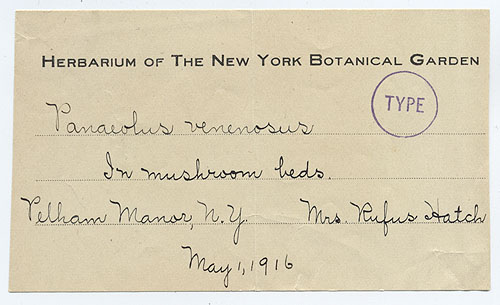 HERBARIUM OF THE NEW YORK BOTANICAL GARDEN
TYPE
Panaeolus venenosus
In mushroom beds.
Pelham Manor, N.Y. Mrs. Rufus Hatch
May 1, 1916